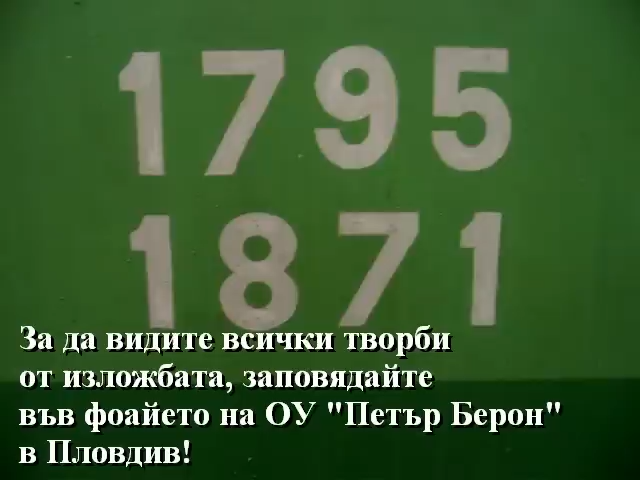 1795
1871
За да видите всички творби
от изложбата, заповядайте
във фоайето на ОУ "Петър Берон"
в Пловдив!